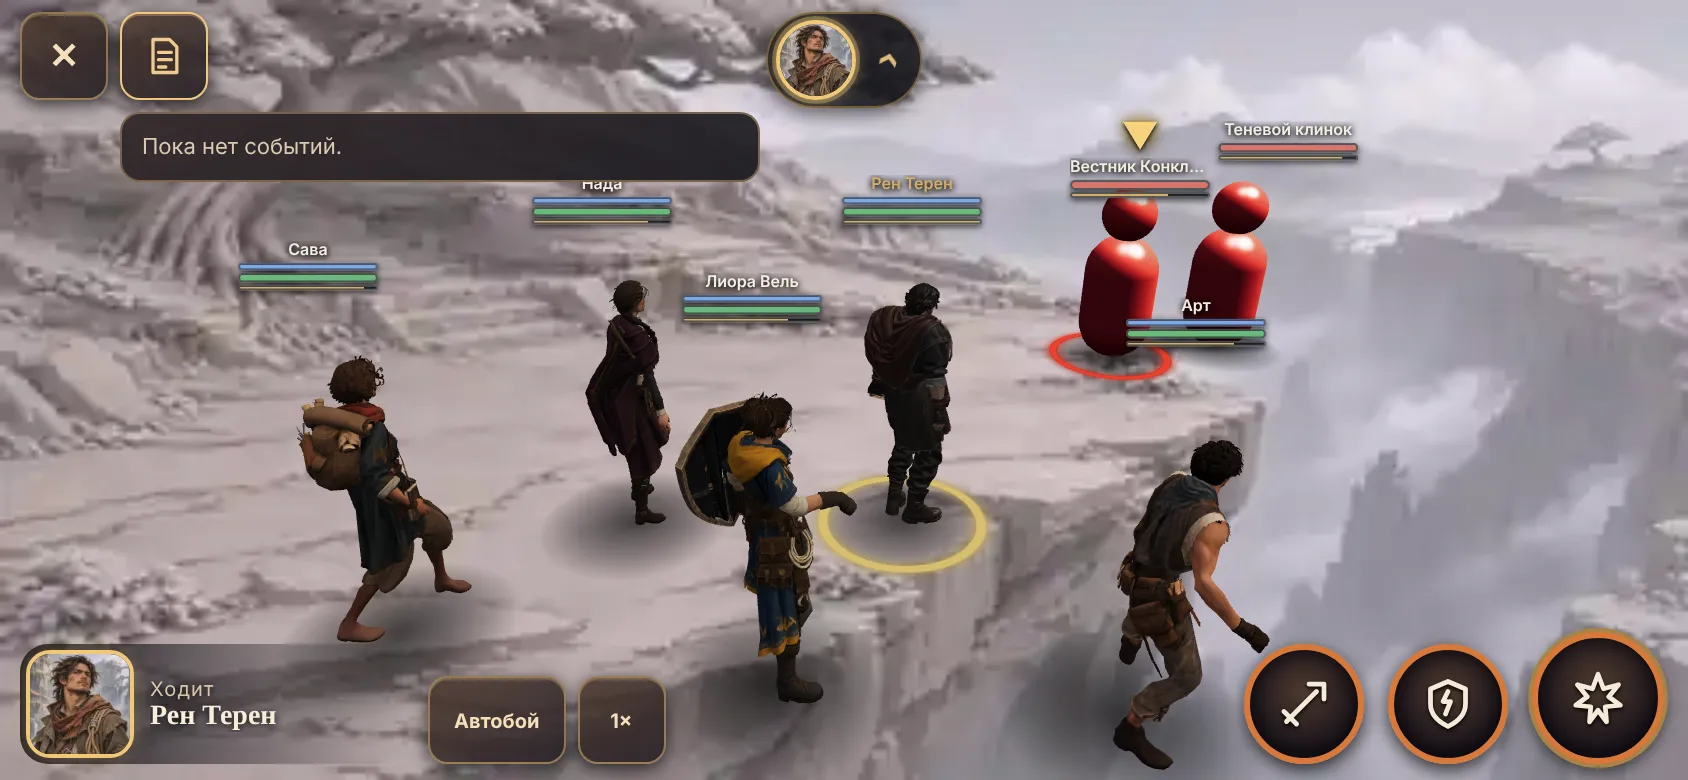 Пока нет событий.
Теневой клинок
Вестник Конкл...
Нада
Рен Терен
Сава
Лиора Вель
Арт
Ходит
Рен Терен
Автобой
1×